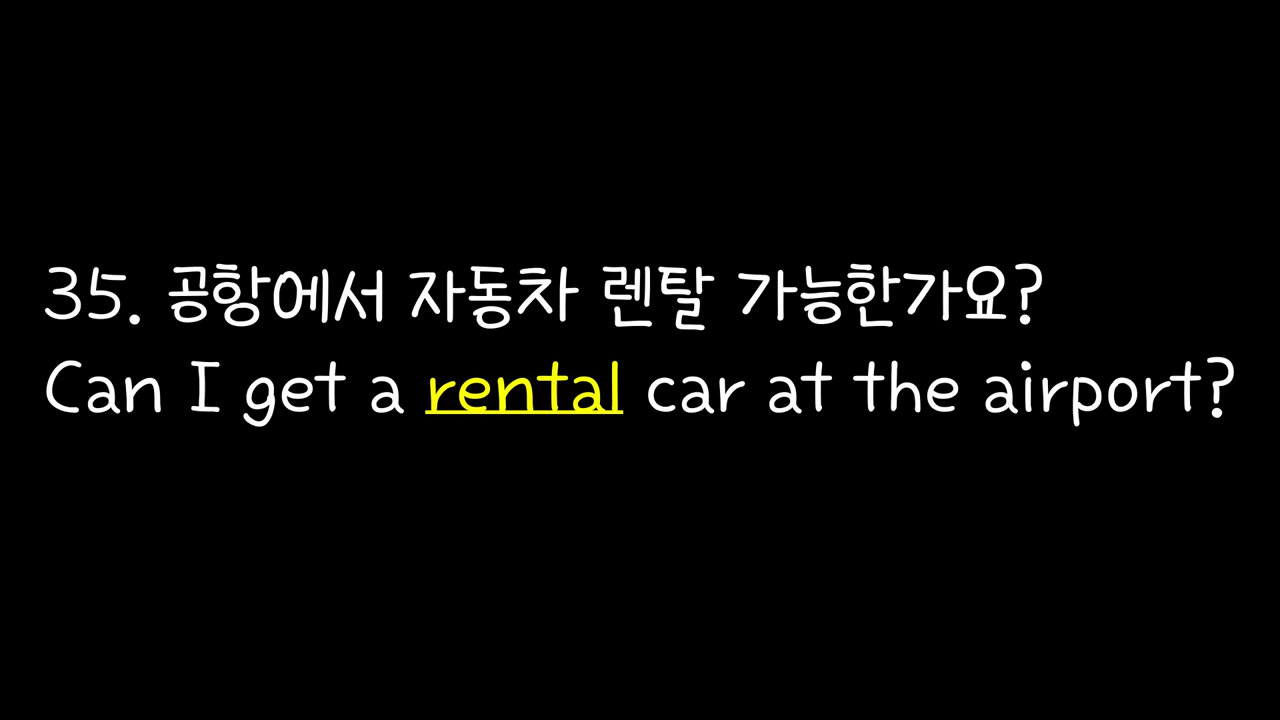 35. 공항에서 자동차 렌탈 가능한가요?
Can I get a rental car at the airport?